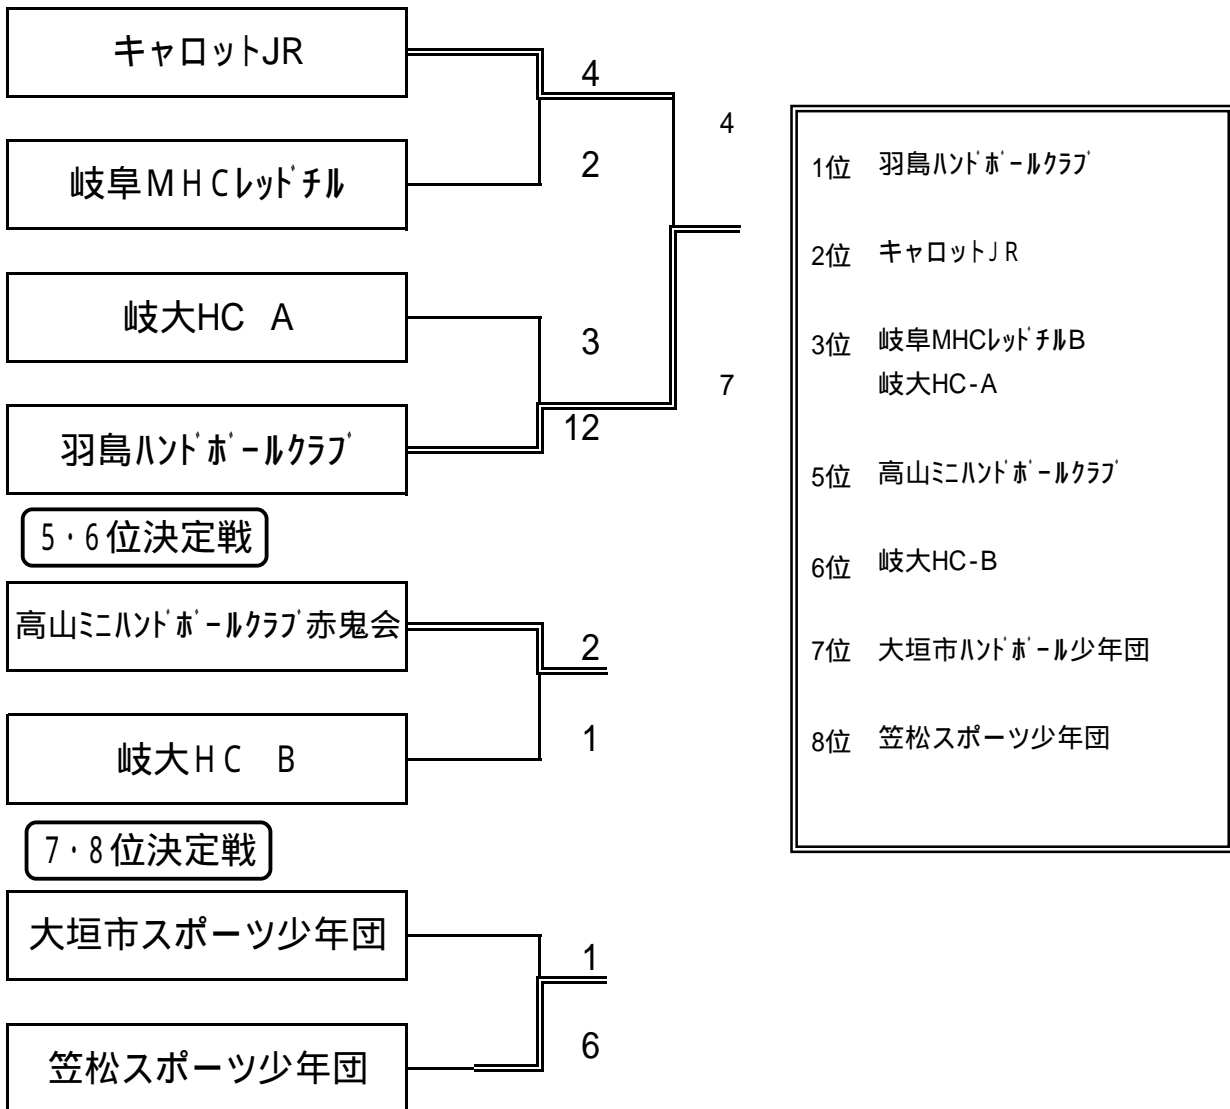 キャロットJR
4
4
岐阜ＭＨＣﾚｯﾄﾞﾁﾙ
2
岐大HC A
3
7
羽島ﾊﾝﾄﾞﾎﾞｰﾙｸﾗﾌﾞ
12
5・6位決定戦
高山ﾐﾆﾊﾝﾄﾞﾎﾞｰﾙｸﾗﾌﾞ赤鬼会
2
岐大ＨＣ　B
1
7・8位決定戦
大垣市スポーツ少年団
1
笠松スポーツ少年団
6
1位 羽島ﾊﾝﾄﾞﾎﾞｰﾙｸﾗﾌﾞ
2位 キャロットＪＲ
3位 岐阜MHCﾚｯﾄﾞﾁﾙB
岐大HC-A
5位 高山ﾐﾆﾊﾝﾄﾞﾎﾞｰﾙｸﾗﾌﾞ
6位 岐大HC-B
7位 大垣市ﾊﾝﾄﾞﾎﾞｰﾙ少年団
8位 笠松スポーツ少年団